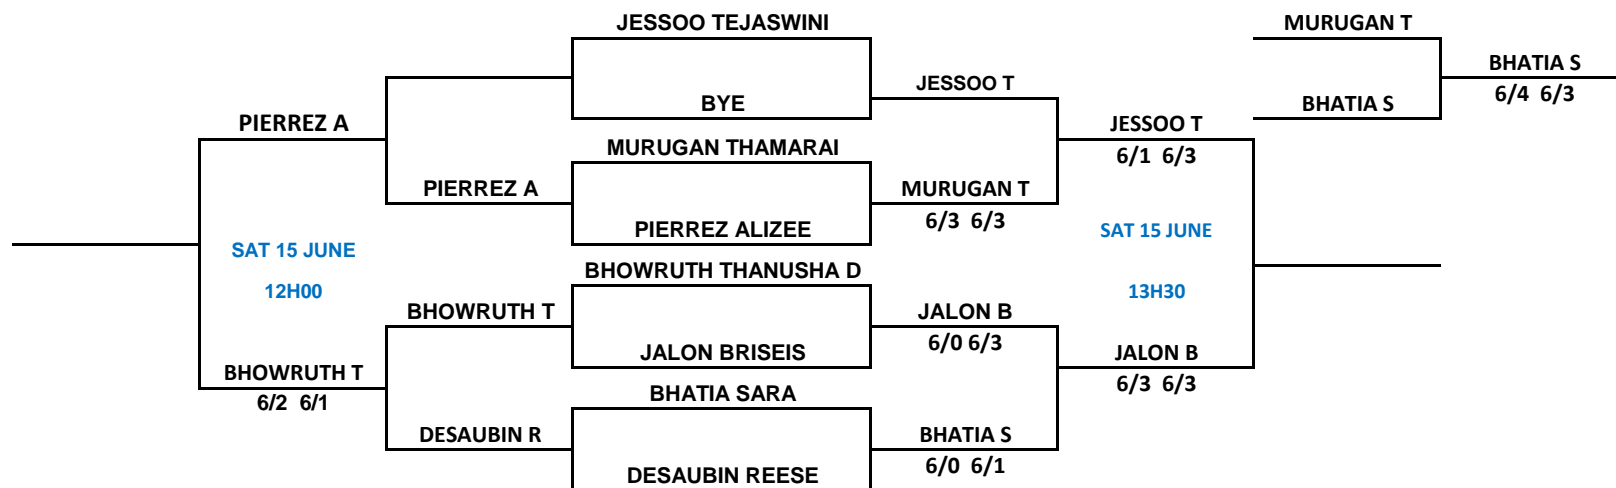 JESSOO TEJASWINI
MURUGAN T
BHATIA S
JESSOO T
6/4 6/3
BYE
BHATIA S
PIERREZ A
JESSOO T
MURUGAN THAMARAI
6/1 6/3
PIERREZ A
MURUGAN T
6/3 6/3
PIERREZ ALIZEE
SAT 15 JUNE
SAT 15 JUNE
BHOWRUTH THANUSHA D
12H00
13H30
BHOWRUTH T
JALON B
6/0 6/3
JALON BRISEIS
JALON B
BHOWRUTH T
6/3 6/3
BHATIA SARA
6/2 6/1
DESAUBIN R
BHATIA S
6/0 6/1
DESAUBIN REESE